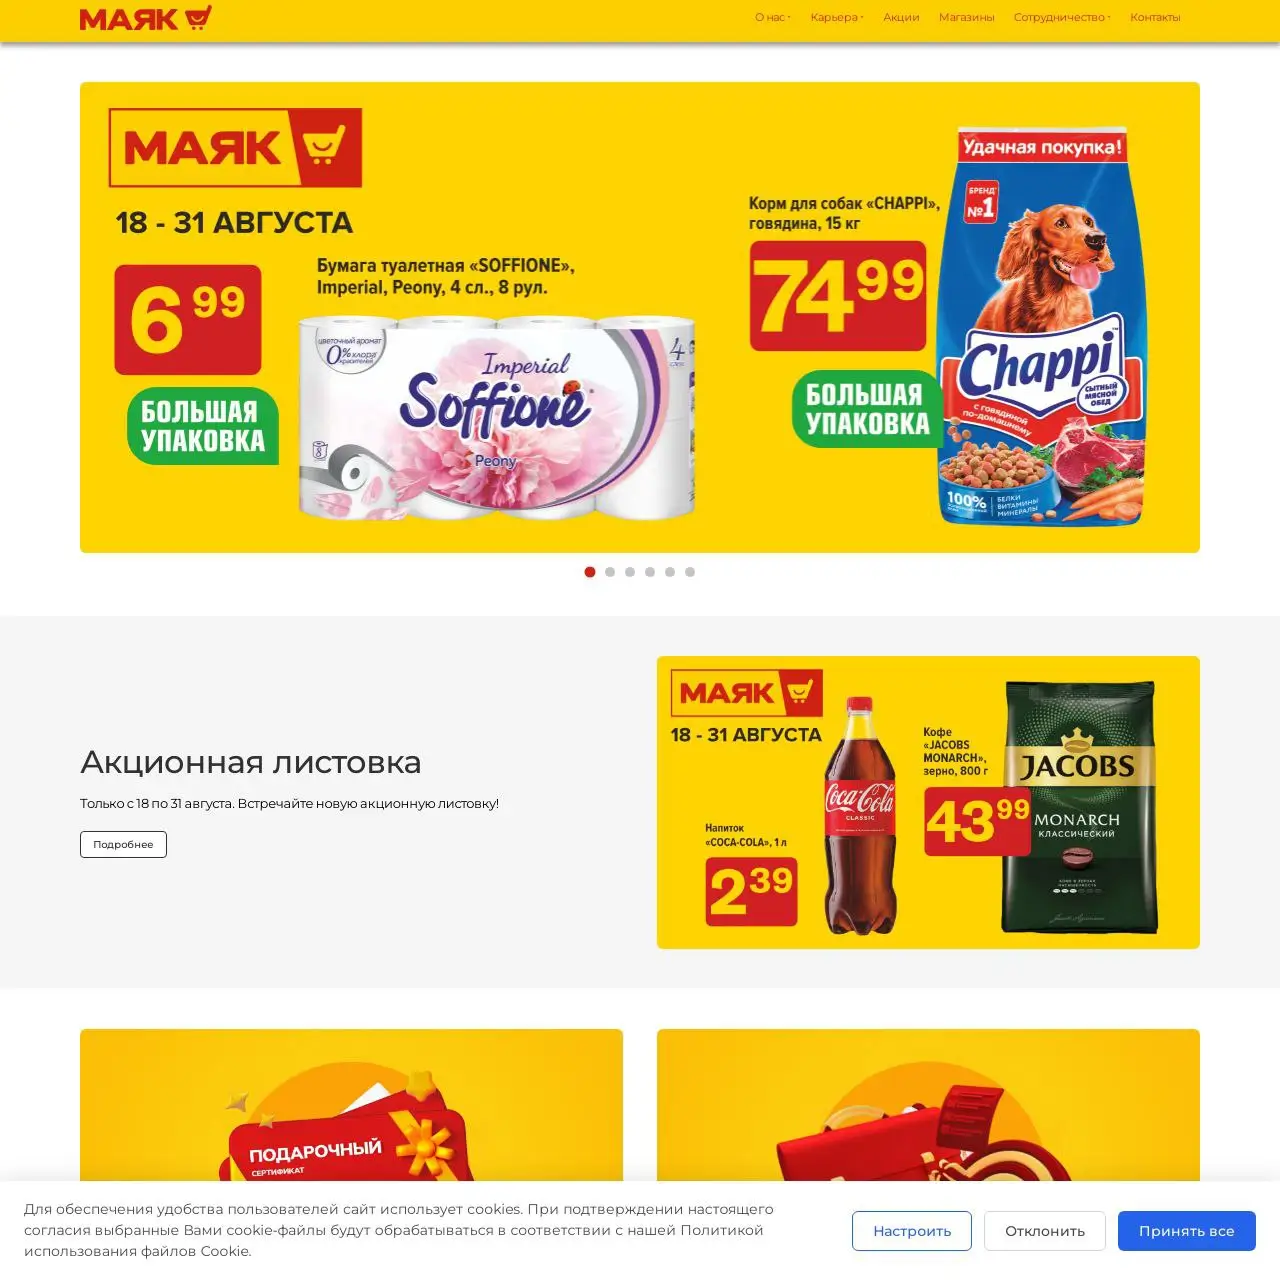 МАЯК
О нас
Карьера
Акции
Магазины
Сотрудничество
Контакты
МАЯК
18 - 31 АВГУСТА
6 99
БОЛЬШАЯ
УПАКОВКА
Бумага туалетная «SOFFIONE»,
Imperial, Peony, 4 сл., 8 рул.
цветочный аромат
0% хлора
красителей
Imperial
Soffione
Peony
4
Корм для собак «CHAPPI»,
говядина, 15 кг
74 99
БОЛЬШАЯ
УПАКОВКА
Удачная покупка!
БРЕНД
№1
Chappi
СЫТНЫЙ
МЯСНОЙ
ОБЕД
с говядиной
по-домашнему
100%
БЕЛКИ
ВИТАМИНЫ
МИНЕРАЛЫ
Акционная листовка
Только с 18 по 31 августа. Встречайте новую акционную листовку!
Подробнее
МАЯК
18 - 31 АВГУСТА
Напиток
«COCA-COLA», 1 л
2 39
Coca-Cola
CLASSIC
Кофе
«JACOBS
MONARCH»,
зерно, 800 г
43 99
JACOBS
MONARCH
КЛАССИЧЕСКИЙ
ПОДАРОЧНЫЙ
СЕРТИФИКАТ
Для обеспечения удобства пользователей сайт использует cookies. При подтверждении настоящего
согласия выбранные Вами cookie-файлы будут обрабатываться в соответствии с нашей Политикой
использования файлов Cookie.
Настроить
Отклонить
Принять все